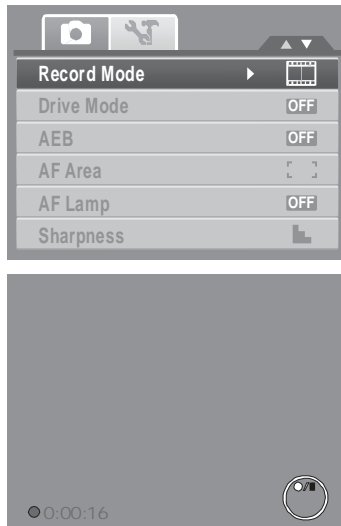 Record Mode
Drive Mode OFF
AEB OFF
AF Area
AF Lamp OFF
Sharpness
0:00:16